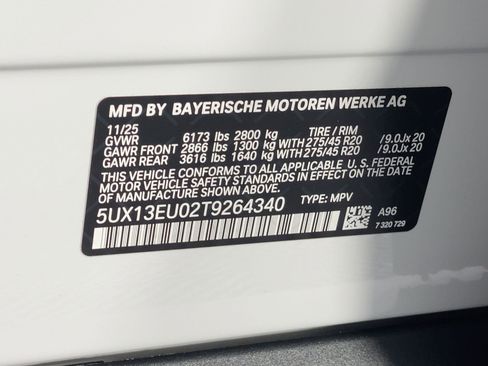 MFD BY BAYERISCHE MOTOREN WERKE AG
11/25
GVWR 6173 lbs 2800 kg TIRE / RIM
GAWR FRONT 2866 lbs 1300 kg WITH 275/45 R20 / 9.0Jx 20
GAWR REAR 3616 lbs 1640 kg WITH 275/45 R20 / 9.0Jx 20
THIS VEHICLE CONFORMS TO ALL APPLICABLE U.S. FEDERAL
SAFETY STANDARDS IN EFFECT ON THE DATE OF
MANUFACTURE SHOWN ABOVE.
5UX13EU02T9264340 TYPE: MPV
A96
7 320 729